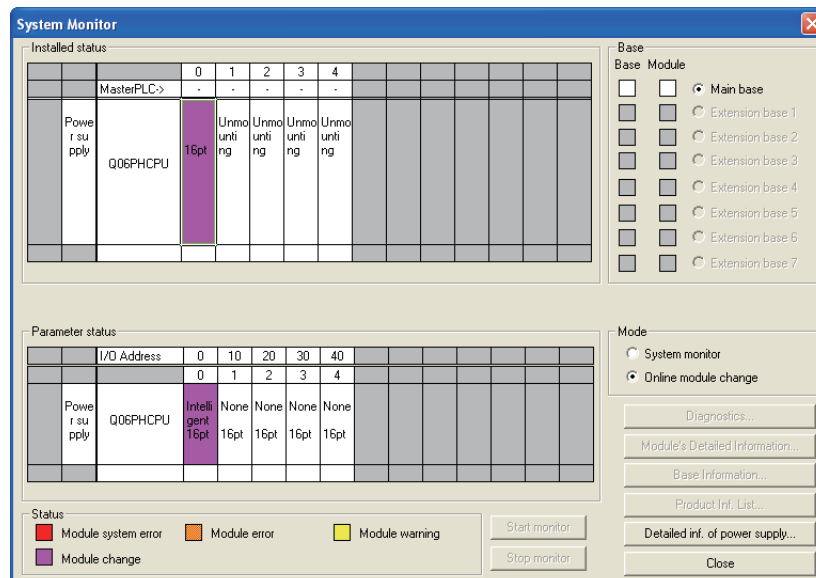 System Monitor
Installed status
0 1 2 3 4
MasterPLC-> - - - - -
Powe Unmo Unmo Unmo Unmo
r su unti unti unti unti
pply Q06PHCPU 16pt ng ng ng ng
Base
Base Module
Main base
Extension base 1
Extension base 2
Extension base 3
Extension base 4
Extension base 5
Extension base 6
Extension base 7
Parameter status
I/O Address 0 10 20 30 40
0 1 2 3 4
Powe Intelli None None None None
r su Q06PHCPU gent
pply 16pt 16pt 16pt 16pt 16pt
Mode
System monitor
Online module change
Diagnostics...
Module's Detailed Information...
Base Information...
Product Inf. List...
Detailed inf. of power supply...
Close
Status
Module system error Module error Module warning
Module change
Start monitor
Stop monitor